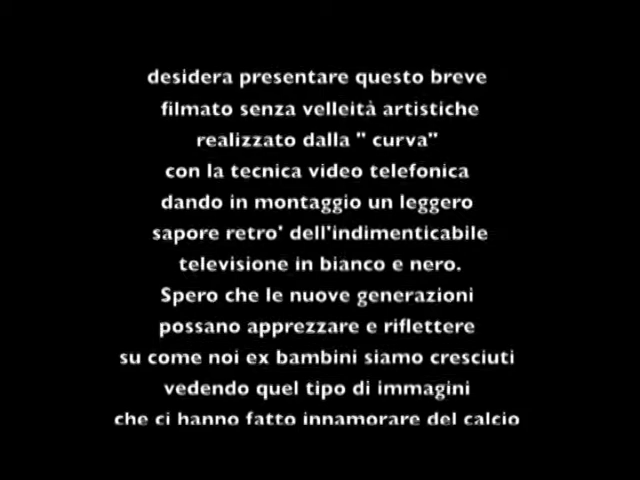 desidera presentare questo breve
filmato senza velleità artistiche
realizzato dalla " curva"
con la tecnica video telefonica
dando in montaggio un leggero
sapore retro' dell'indimenticabile
televisione in bianco e nero.
Spero che le nuove generazioni
possano apprezzare e riflettere
su come noi ex bambini siamo cresciuti
vedendo quel tipo di immagini
che ci hanno fatto innamorare del calcio